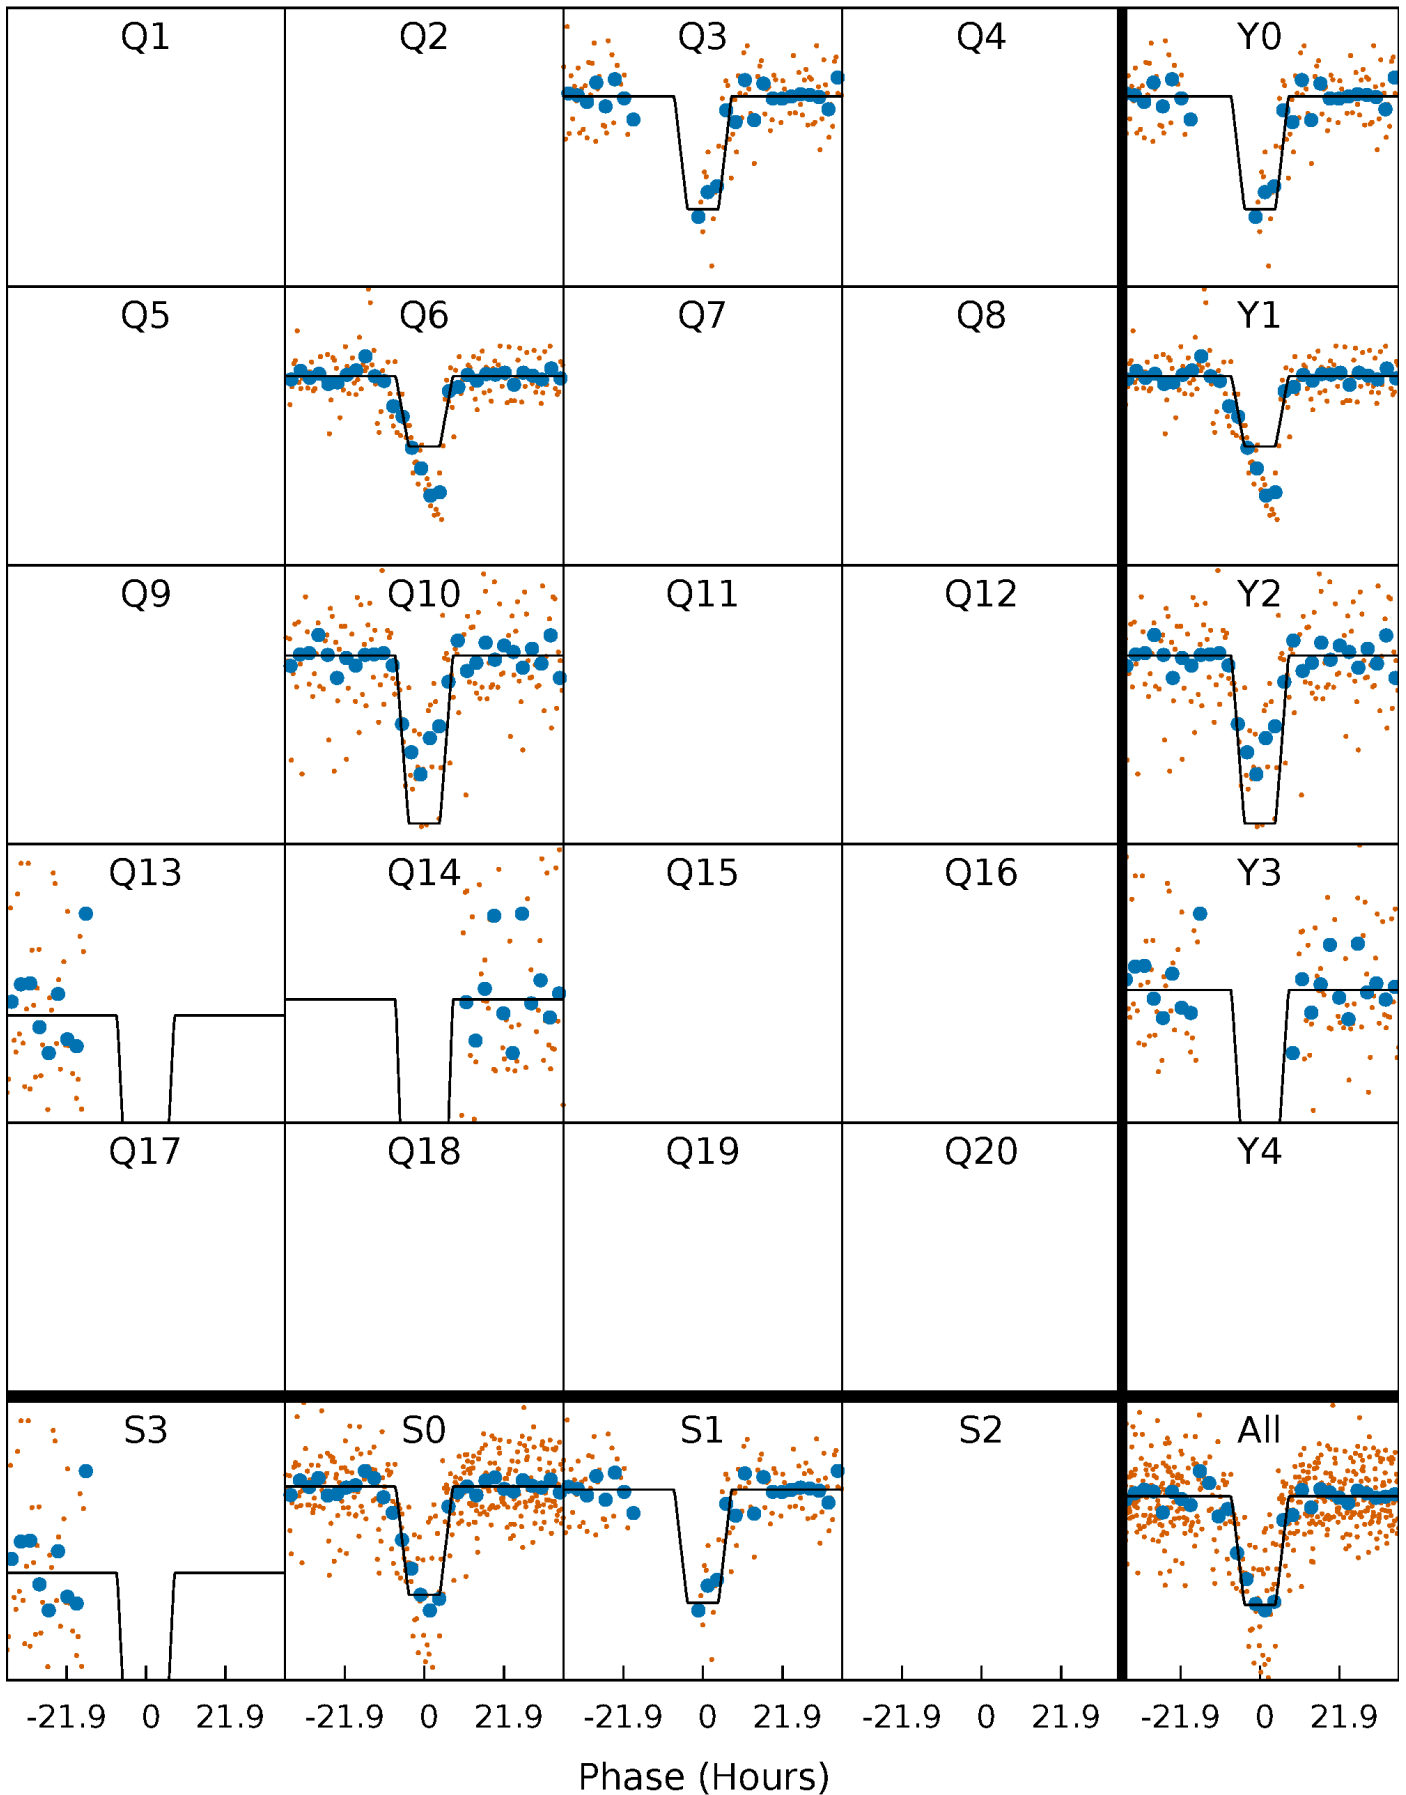 Q1 Q2 Q3 Q4 Y0
Q5 Q6 Q7 Q8 Y1
Q9 Q10 Q11 Q12 Y2
Q13 Q14 Q15 Q16 Y3
Q17 Q18 Q19 Q20 Y4
S3 S0 S1 S2 All
-21.9 0 21.9 -21.9 0 21.9 -21.9 0 21.9 -21.9 0 21.9 -21.9 0 21.9
Phase (Hours)